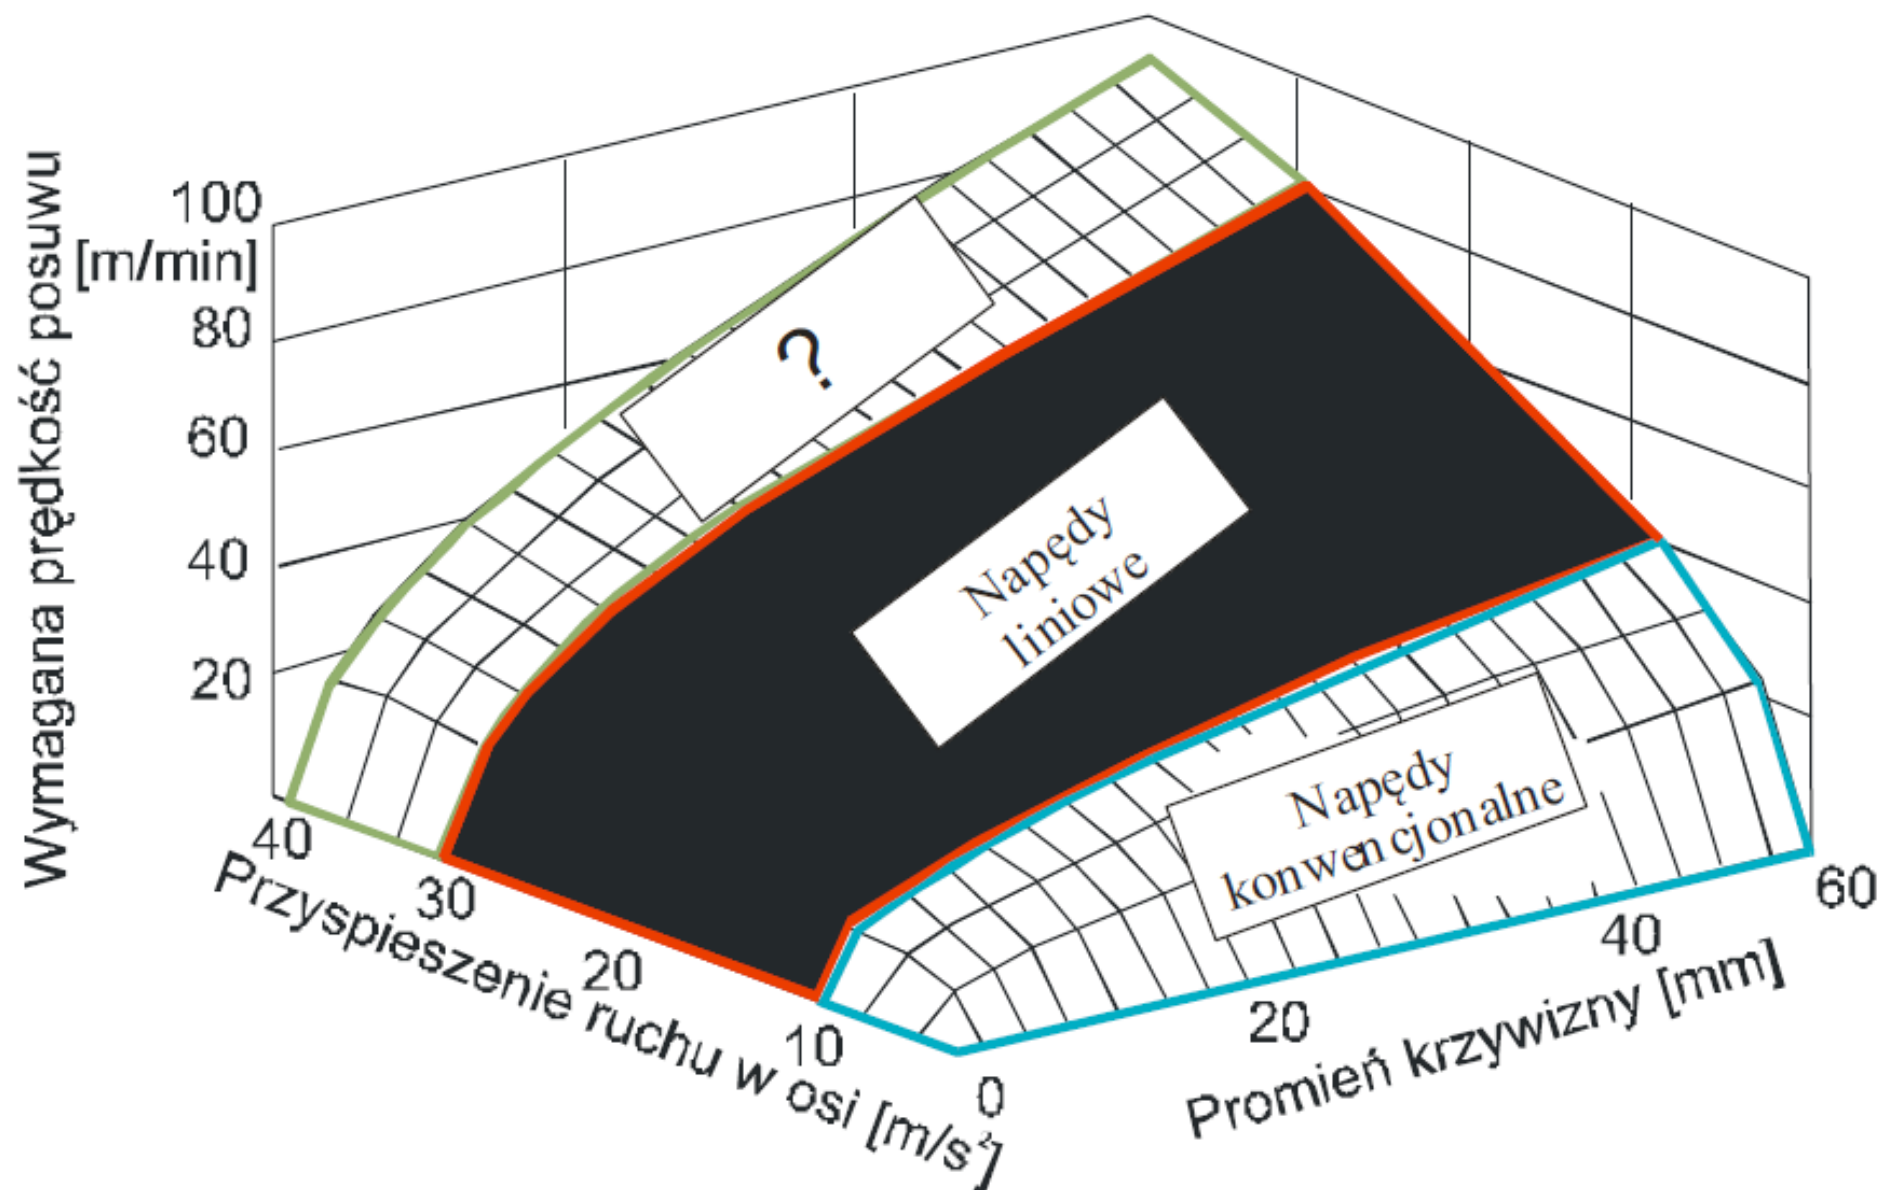 Wymagana prędkość posuwu
100
[m/min]
80
60
40
20
?
Napędy
liniowe
Napędy
konwencjonalne
40
30
20
10
Przyspieszenie ruchu w osi [m/s²]
0
20
40
60
Promień krzywizny [mm]